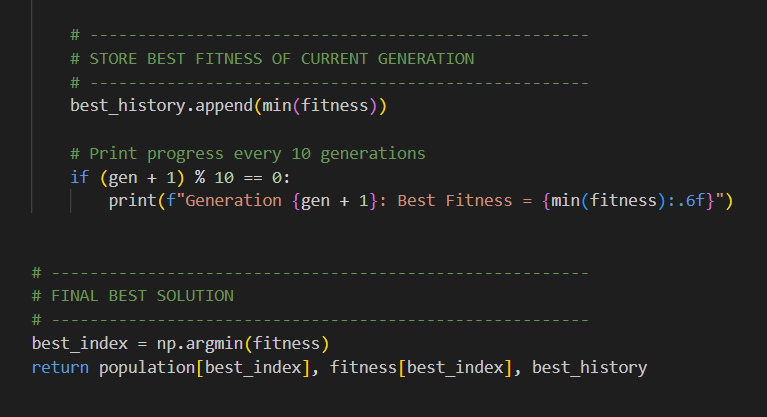 # ----------------------------------------------------
# STORE BEST FITNESS OF CURRENT GENERATION
# ----------------------------------------------------
best_history.append(min(fitness))
# Print progress every 10 generations
if (gen + 1) % 10 == 0:
print(f"Generation {gen + 1}: Best Fitness = {min(fitness):.6f}")
# --------------------------------------------------------
# FINAL BEST SOLUTION
# --------------------------------------------------------
best_index = np.argmin(fitness)
return population[best_index], fitness[best_index], best_history